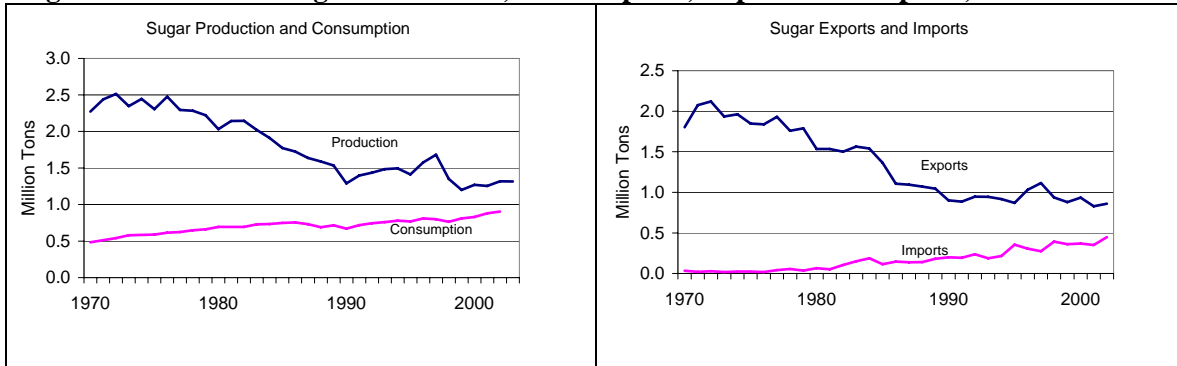 Sugar Production and Consumption
3.0
2.5
2.0
1.5
1.0
0.5
0.0
Million Tons
Production
Consumption
1970
1980
1990
2000
Sugar Exports and Imports
2.5
2.0
1.5
1.0
0.5
0.0
Million Tons
Exports
Imports
1970
1980
1990
2000